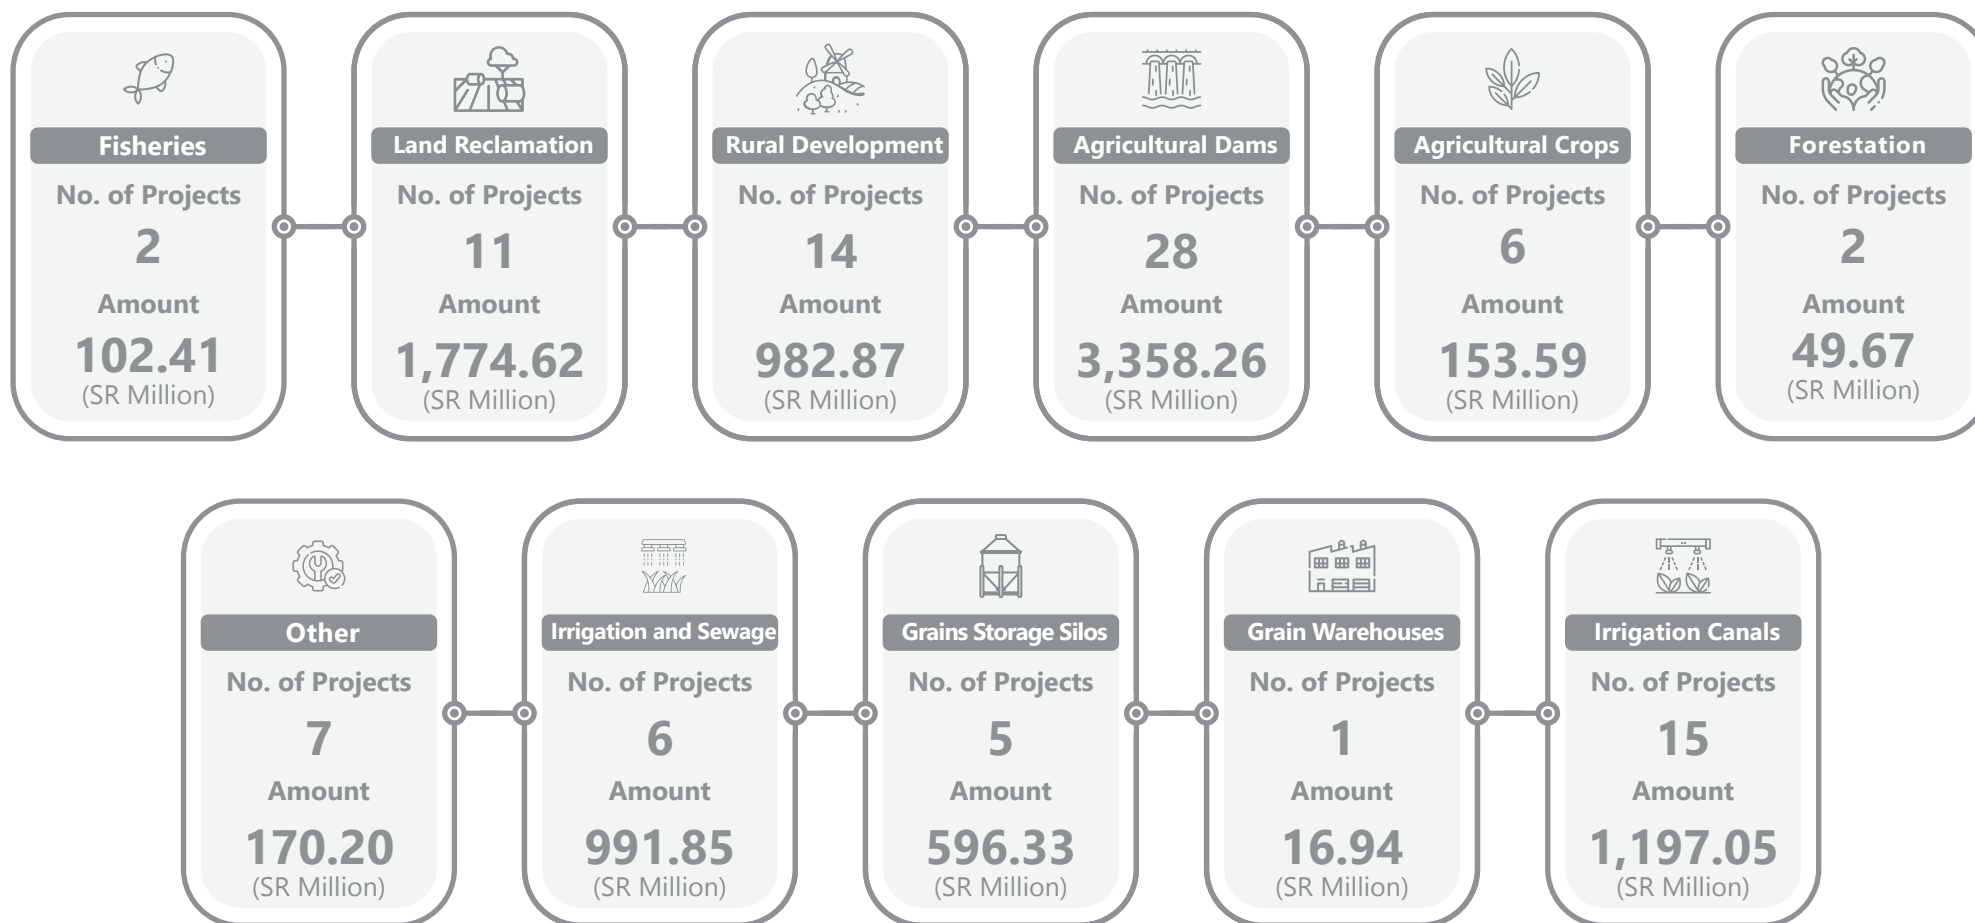 Fisheries
No. of Projects
2
Amount
102.41
(SR Million)
Land Reclamation
No. of Projects
11
Amount
1,774.62
(SR Million)
Rural Development
No. of Projects
14
Amount
982.87
(SR Million)
Agricultural Dams
No. of Projects
28
Amount
3,358.26
(SR Million)
Agricultural Crops
No. of Projects
6
Amount
153.59
(SR Million)
Forestation
No. of Projects
2
Amount
49.67
(SR Million)
Other
No. of Projects
7
Amount
170.20
(SR Million)
Irrigation and Sewage
No. of Projects
6
Amount
991.85
(SR Million)
Grains Storage Silos
No. of Projects
5
Amount
596.33
(SR Million)
Grain Warehouses
No. of Projects
1
Amount
16.94
(SR Million)
Irrigation Canals
No. of Projects
15
Amount
1,197.05
(SR Million)